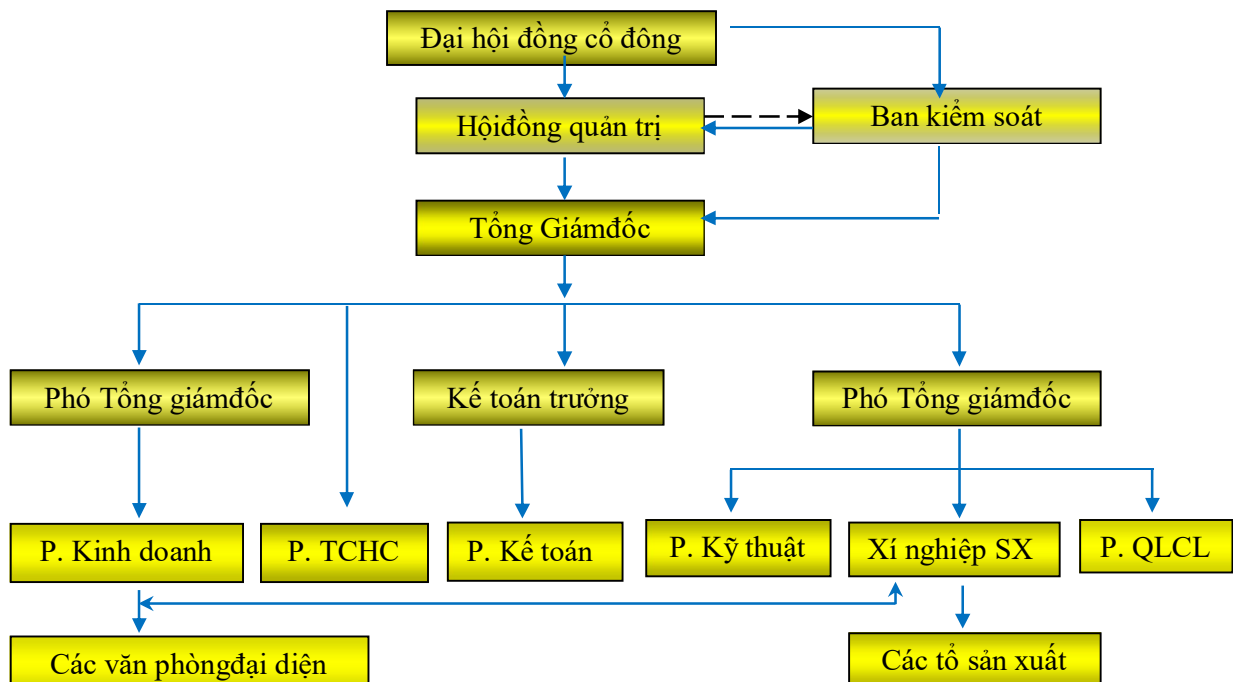 Đại hội đồng cổ đông
Hộiđồng quản trị
Ban kiểm soát
Tổng Giámđốc
Phó Tổng giámđốc
Kế toán trưởng
Phó Tổng giámđốc
P. Kinh doanh
P. TCHC
P. Kế toán
P. Kỹ thuật
Xí nghiệp SX
P. QLCL
Các văn phòngđại diện
Các tổ sản xuất